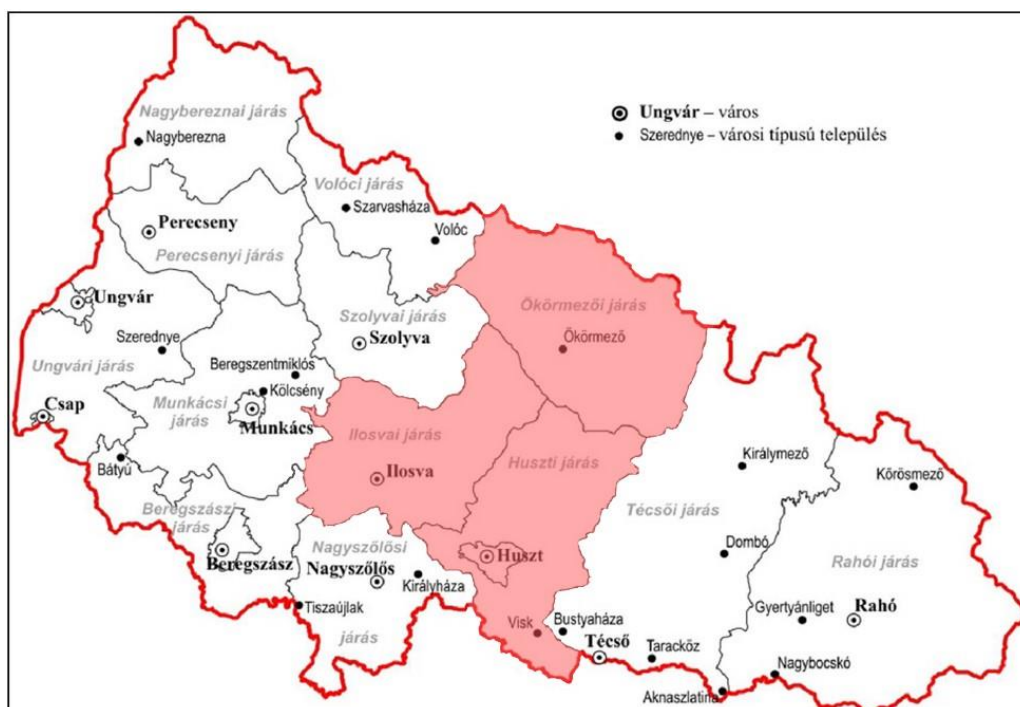 Nagybereznai járás
Nagyberezna
Ungvár – város
Szerednye – városi típusú település
Volóci járás
Szarvasháza
Volóc
Perecseny
Perecsenyi járás
Ungvár
Szerednye
Ungvári járás
Csap
Szolyvai járás
Szolyva
Ökörmezői járás
Ökörmező
Beregszentmiklós
Kölcsény
Munkácsi
járás
Munkács
Ilosvai járás
Ilosva
Huszti járás
Huszt
Visk
Bátyú
Beregszászi
járás
Beregszász
Nagyszőlősi
Nagyszőlős
járás
Királyháza
Tiszaújlak
Királymező
Técsői járás
Dombó
Bustyaháza
Técső
Taracköz
Aknaszlatina
Kőrösmező
Rahói járás
Gyertyánliget
Rahó
Nagybocskó